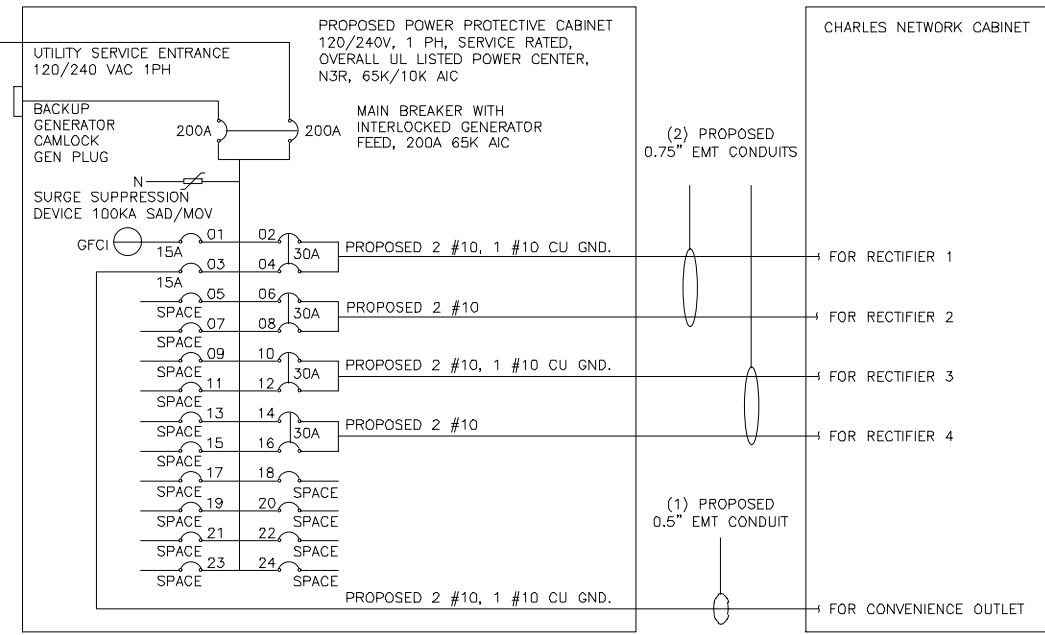 PROPOSED POWER PROTECTIVE CABINET
120/240V, 1 PH, SERVICE RATED,
OVERALL UL LISTED POWER CENTER,
N3R, 65K/10K AIC
CHARLES NETWORK CABINET
UTILITY SERVICE ENTRANCE
120/240 VAC 1PH
BACKUP
GENERATOR
CAMLOCK
GEN PLUG
200A
200A
MAIN BREAKER WITH
INTERLOCKED GENERATOR
FEED, 200A 65K AIC
(2) PROPOSED
0.75" EMT CONDUITS
N
SURGE SUPPRESSION
DEVICE 100KA SAD/MOV
GFCI
15A
01
02
30A
PROPOSED 2 #10, 1 #10 CU GND.
FOR RECTIFIER 1
15A
03
04
SPACE
05
06
30A
PROPOSED 2 #10
FOR RECTIFIER 2
SPACE
07
08
SPACE
09
10
30A
PROPOSED 2 #10, 1 #10 CU GND.
FOR RECTIFIER 3
SPACE
11
12
SPACE
13
14
30A
PROPOSED 2 #10
FOR RECTIFIER 4
SPACE
15
16
SPACE
17
18
SPACE
SPACE
19
20
SPACE
SPACE
21
22
SPACE
SPACE
23
24
SPACE
(1) PROPOSED
0.5" EMT CONDUIT
PROPOSED 2 #10, 1 #10 CU GND.
FOR CONVENIENCE OUTLET